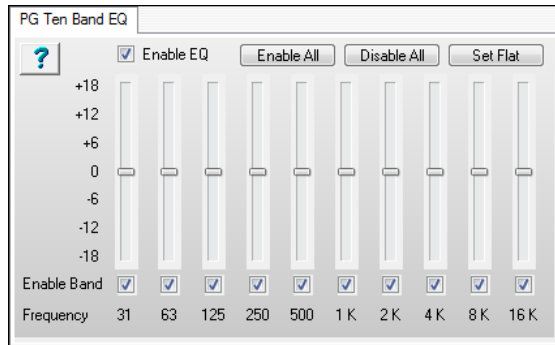 PG Ten Band EQ
? Enable EQ Enable All Disable All Set Flat
+18
+12
+6
0
-6
-12
-18
Enable Band
Frequency 31 63 125 250 500 1 K 2 K 4 K 8 K 16 K